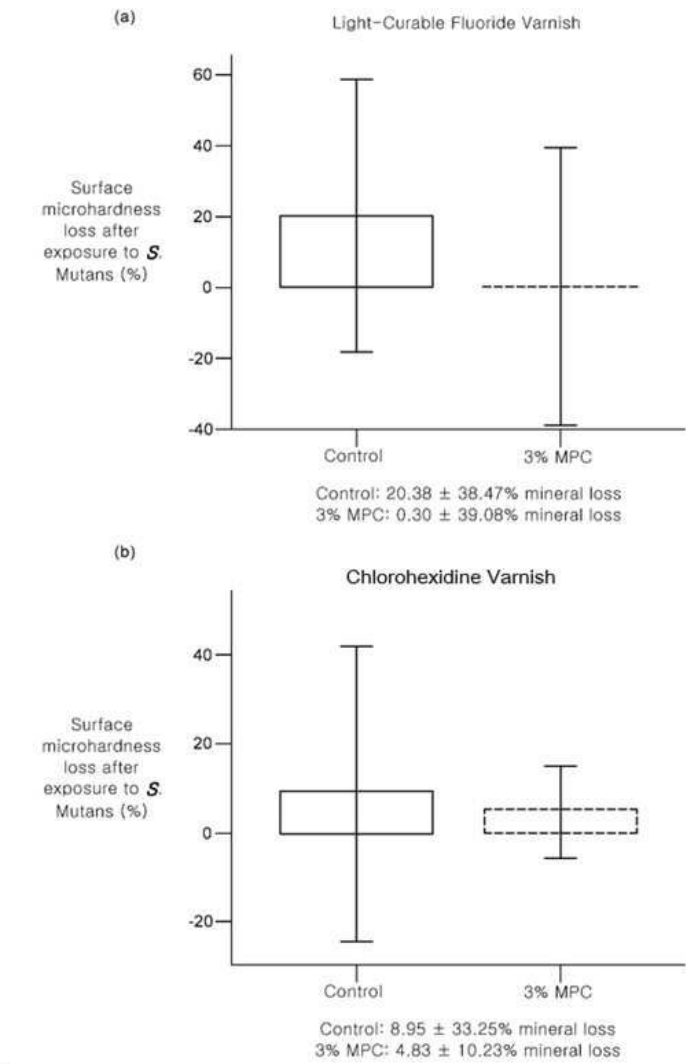 (a)
Light-Curable Fluoride Varnish
60
40
20
0
-20
-40
Surface
microhardness
loss after
exposure to S.
Mutans (%)
Control
3% MPC
Control: 20.38 ± 38.47% mineral loss
3% MPC: 0.30 ± 39.08% mineral loss
(b)
Chlorohexidine Varnish
40
20
0
-20
Surface
microhardness
loss after
exposure to S.
Mutans (%)
Control
3% MPC
Control: 8.95 ± 33.25% mineral loss
3% MPC: 4.83 ± 10.23% mineral loss